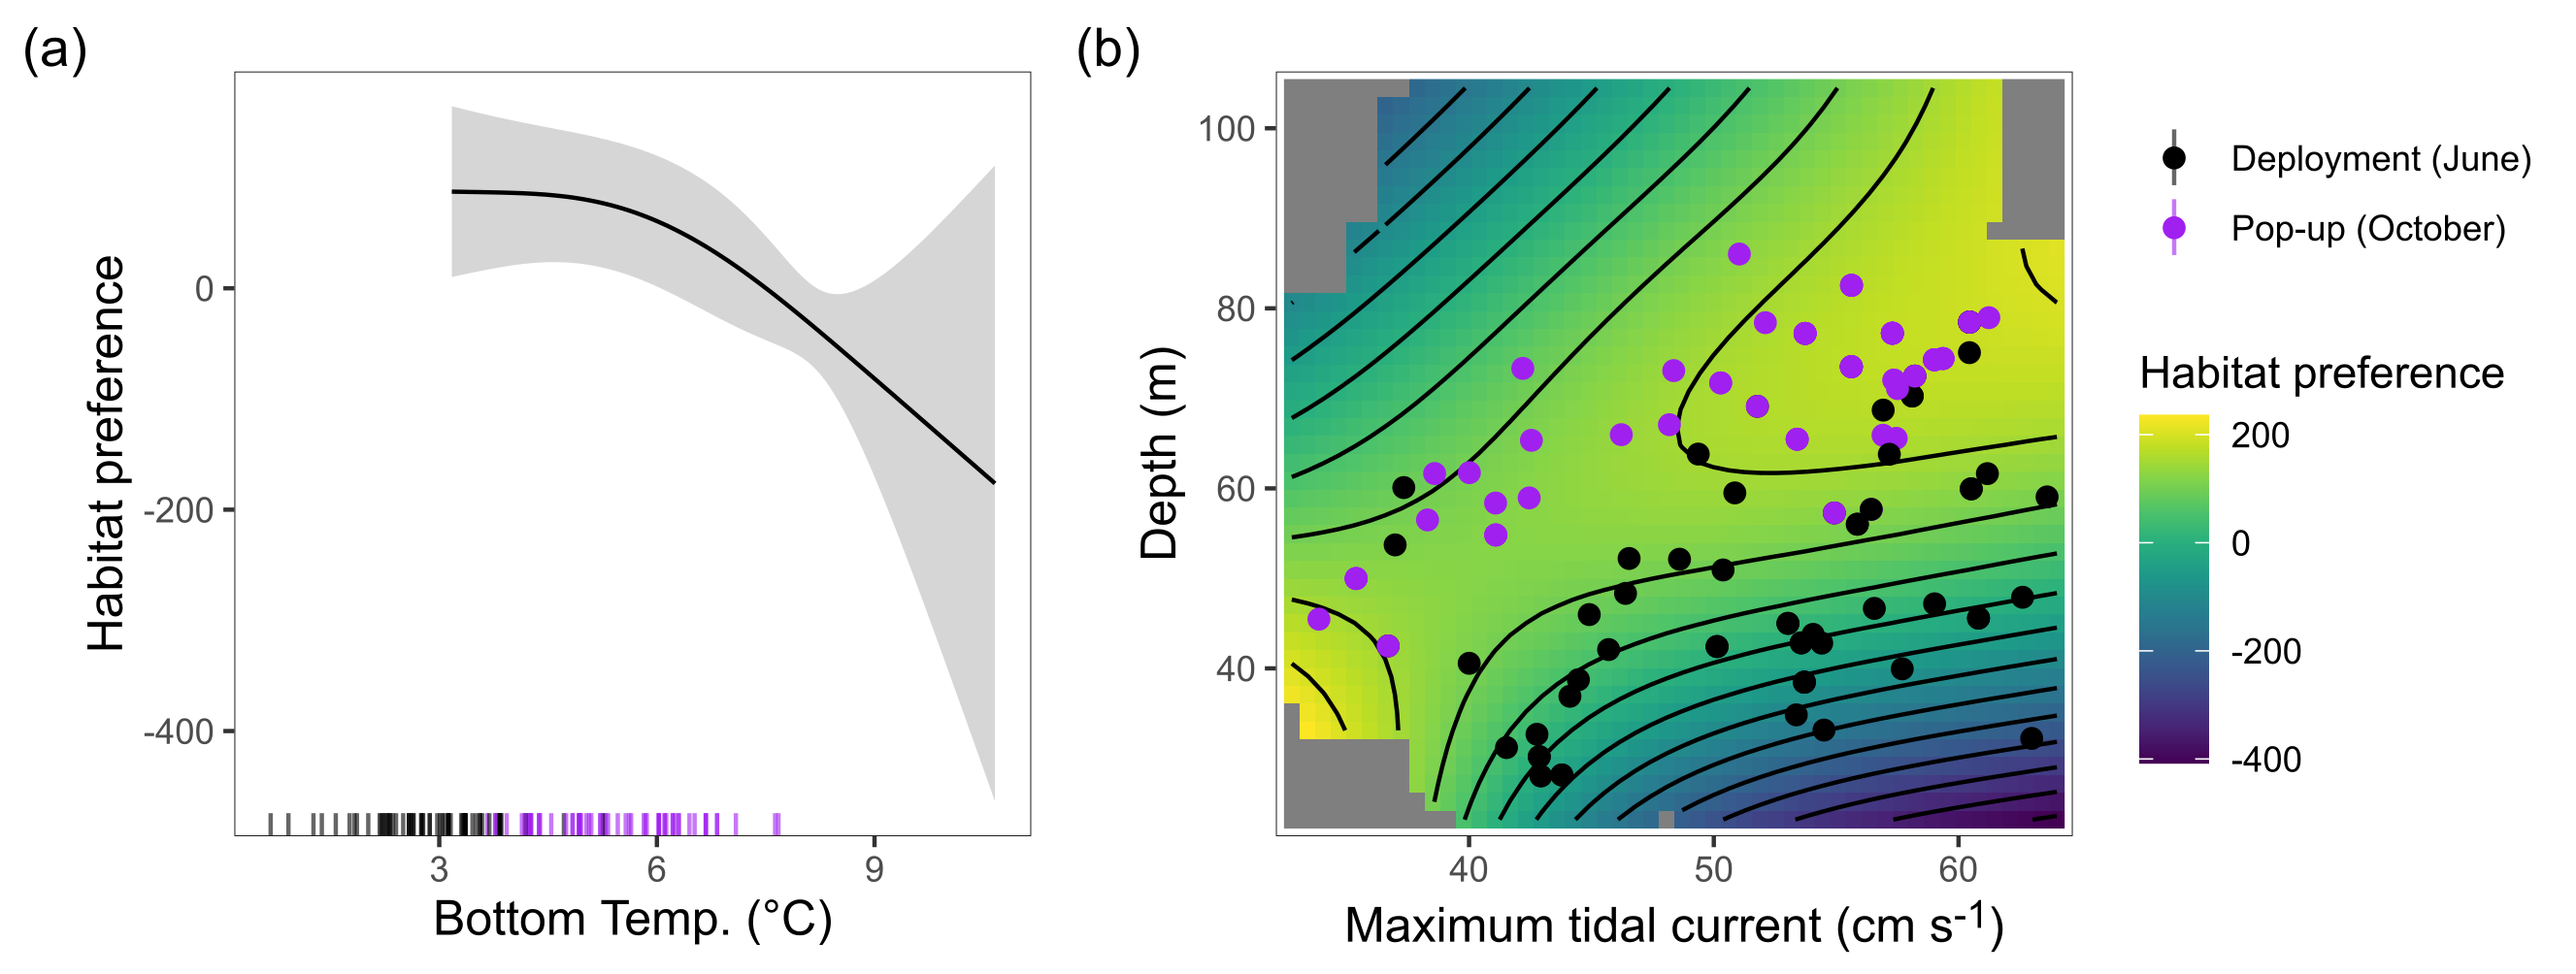 (a)
Habitat preference
0
-200
-400
3 6 9
Bottom Temp. (°C)
(b)
Depth (m)
100
80
60
40
40 50 60
Maximum tidal current (cm s-1)
Deployment (June)
Pop-up (October)
Habitat preference
200
0
-200
-400